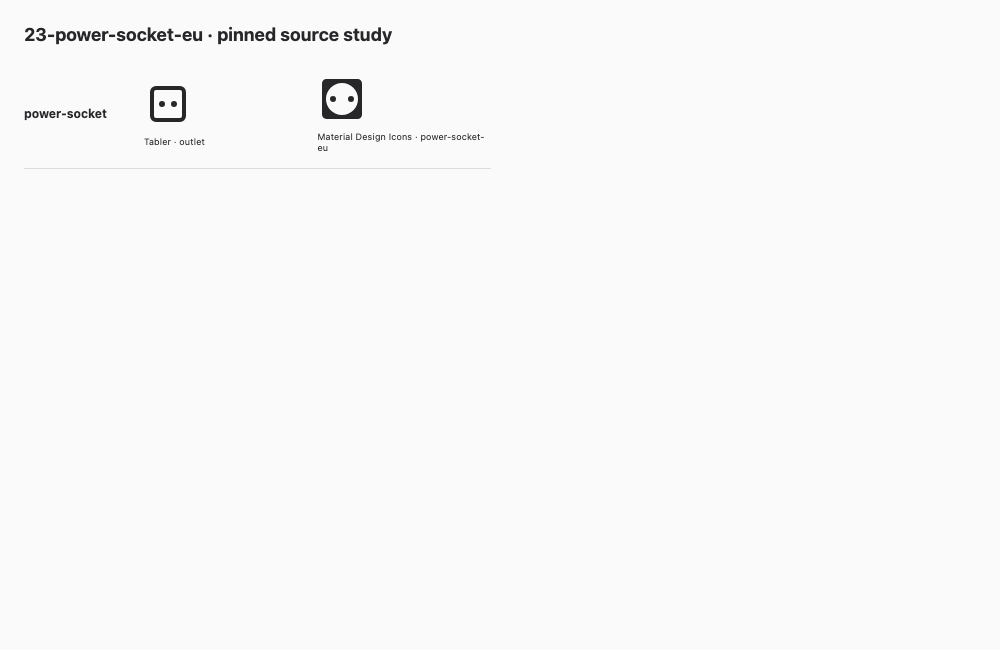 23-power-socket-eu · pinned source study
power-socket
Tabler · outlet
Material Design Icons · power-socket-
eu